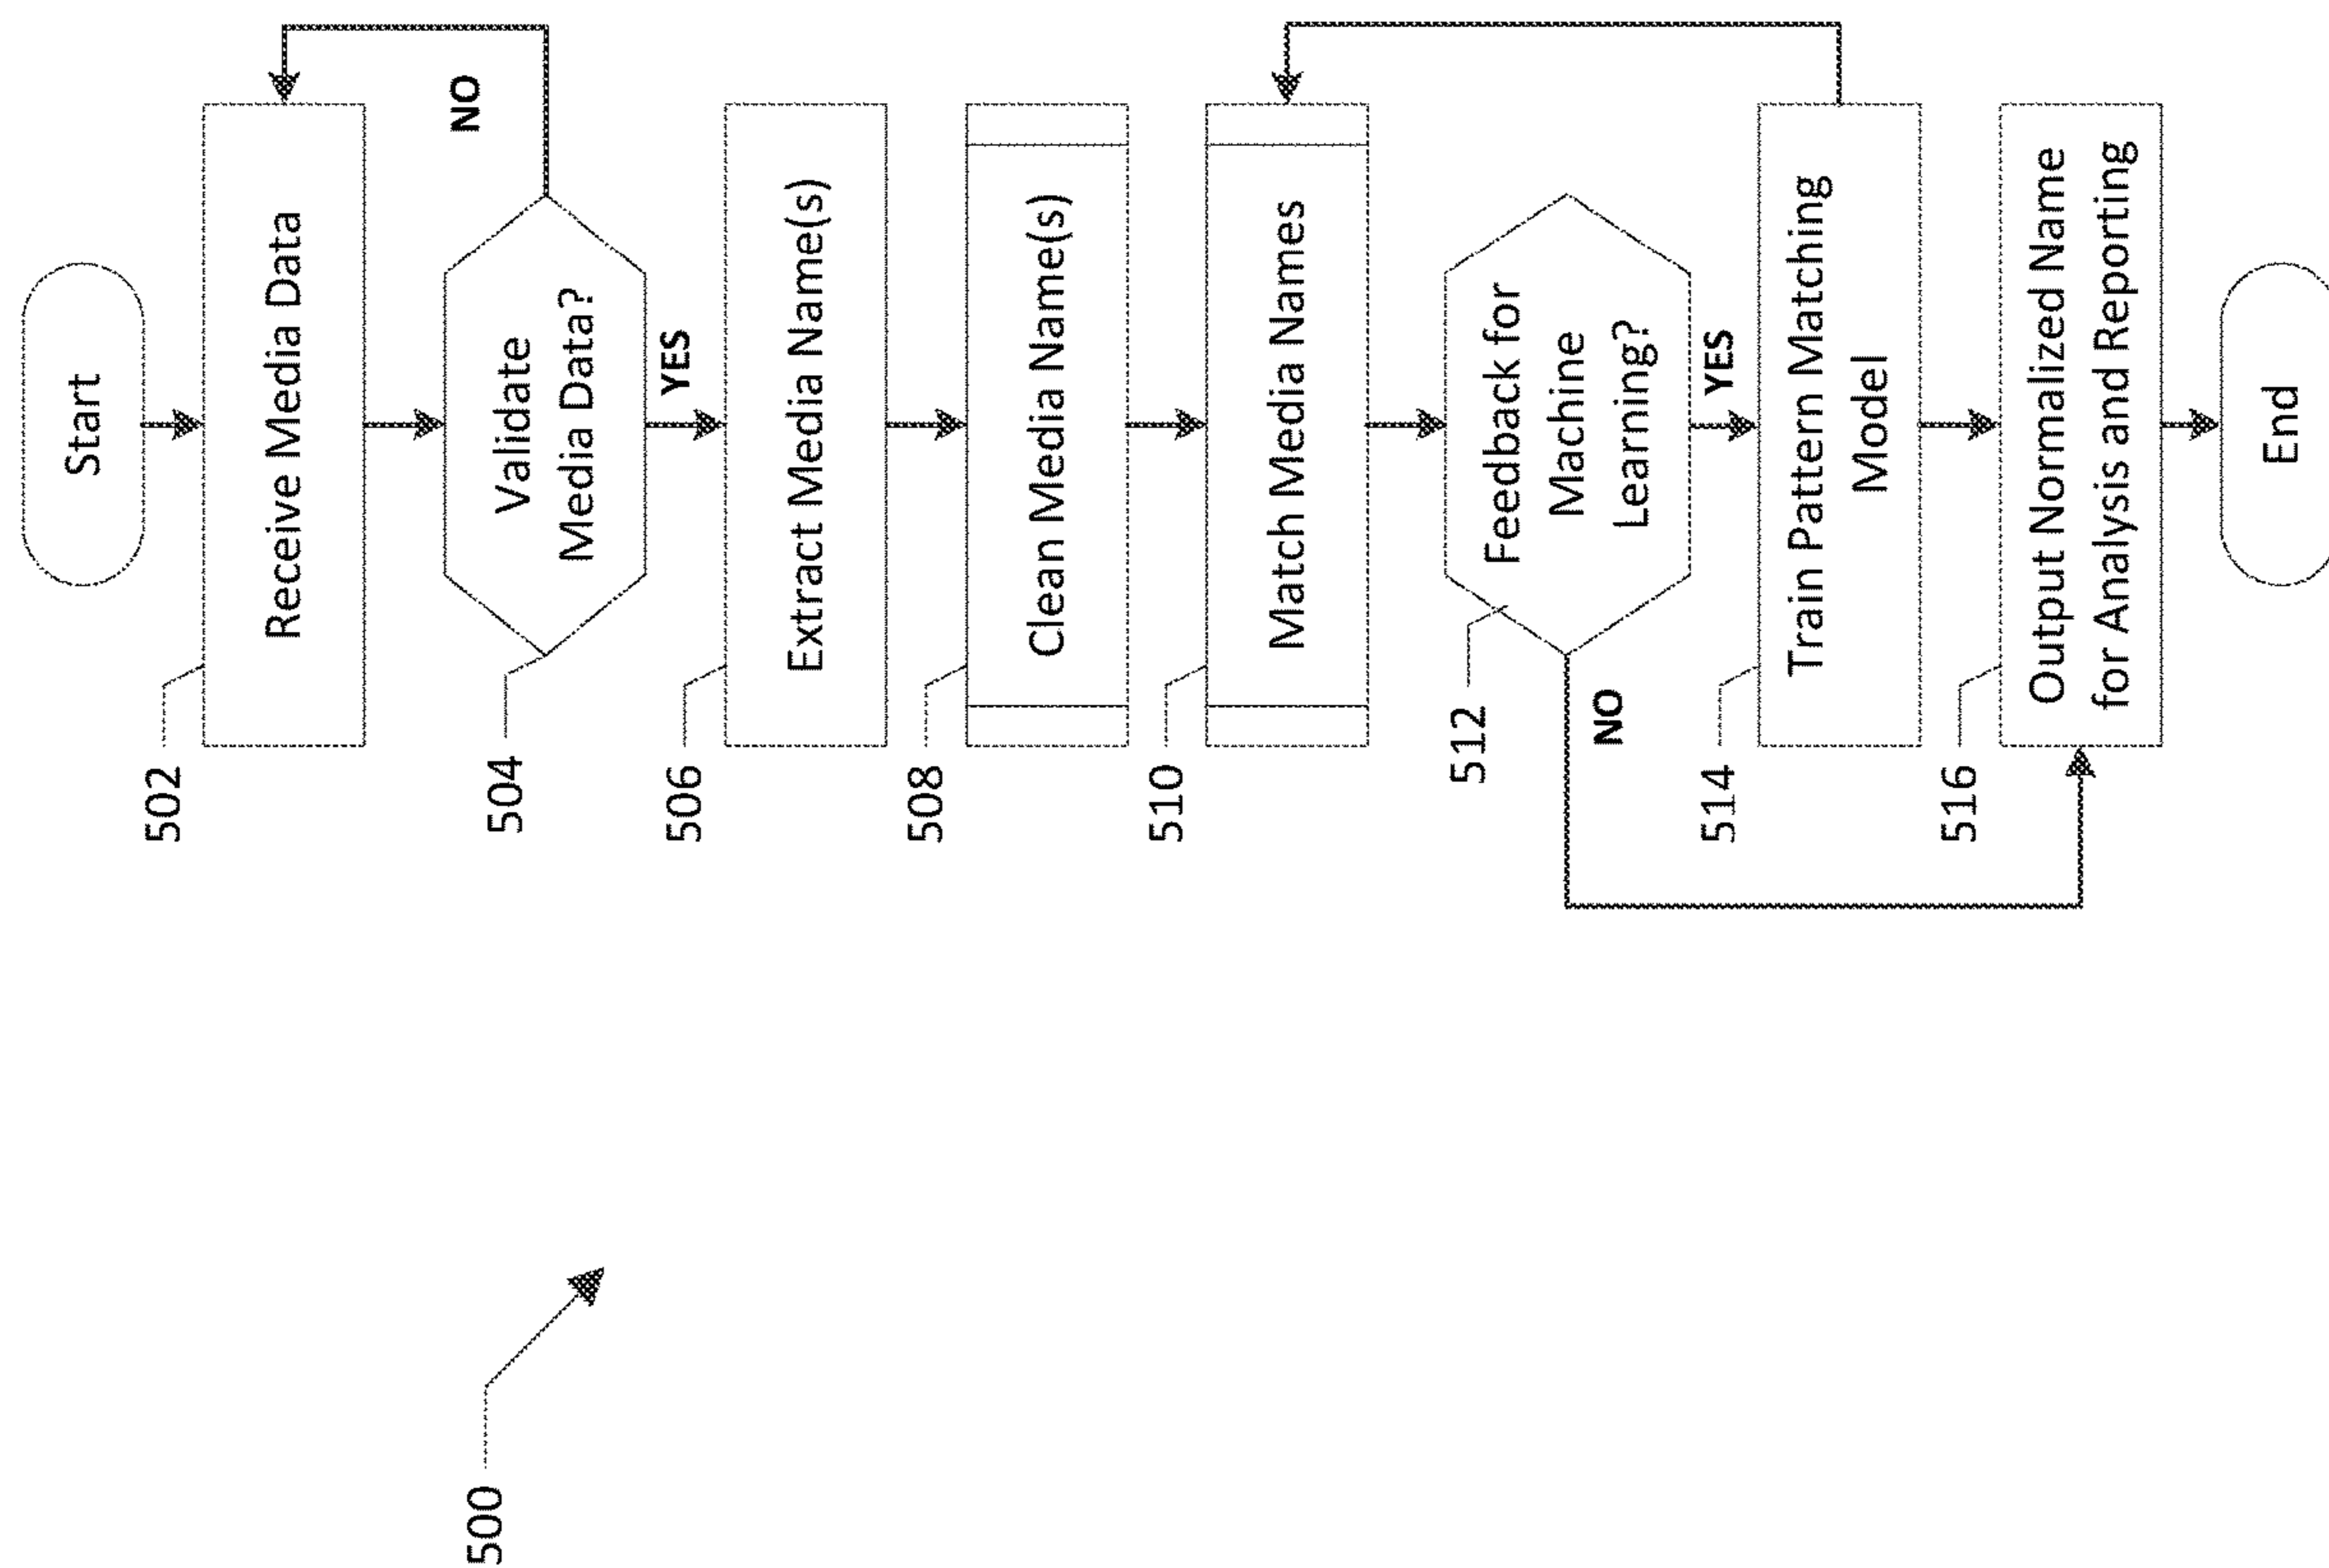 500
Start
502
Receive Media Data
504
Validate
Media Data?
NO
YES
506
Extract Media Name(s)
508
Clean Media Name(s)
510
Match Media Names
512
Feedback for
Machine
Learning?
NO
YES
514
Train Pattern Matching
Model
516
Output Normalized Name
for Analysis and Reporting
End